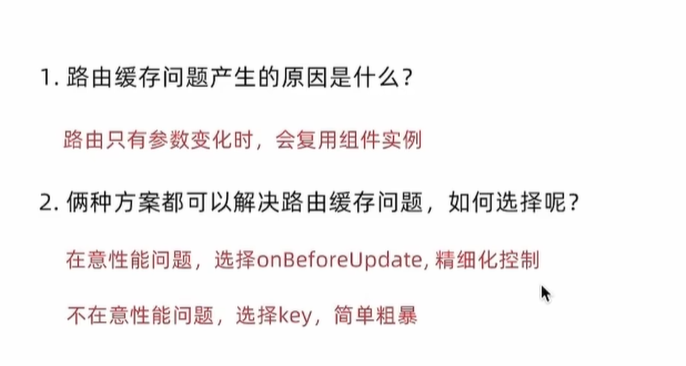 1. 路由缓存问题产生的原因是什么？
路由只有参数变化时，会复用组件实例
2. 俩种方案都可以解决路由缓存问题，如何选择呢？
在意性能问题，选择onBeforeUpdate, 精细化控制
不在意性能问题，选择key，简单粗暴